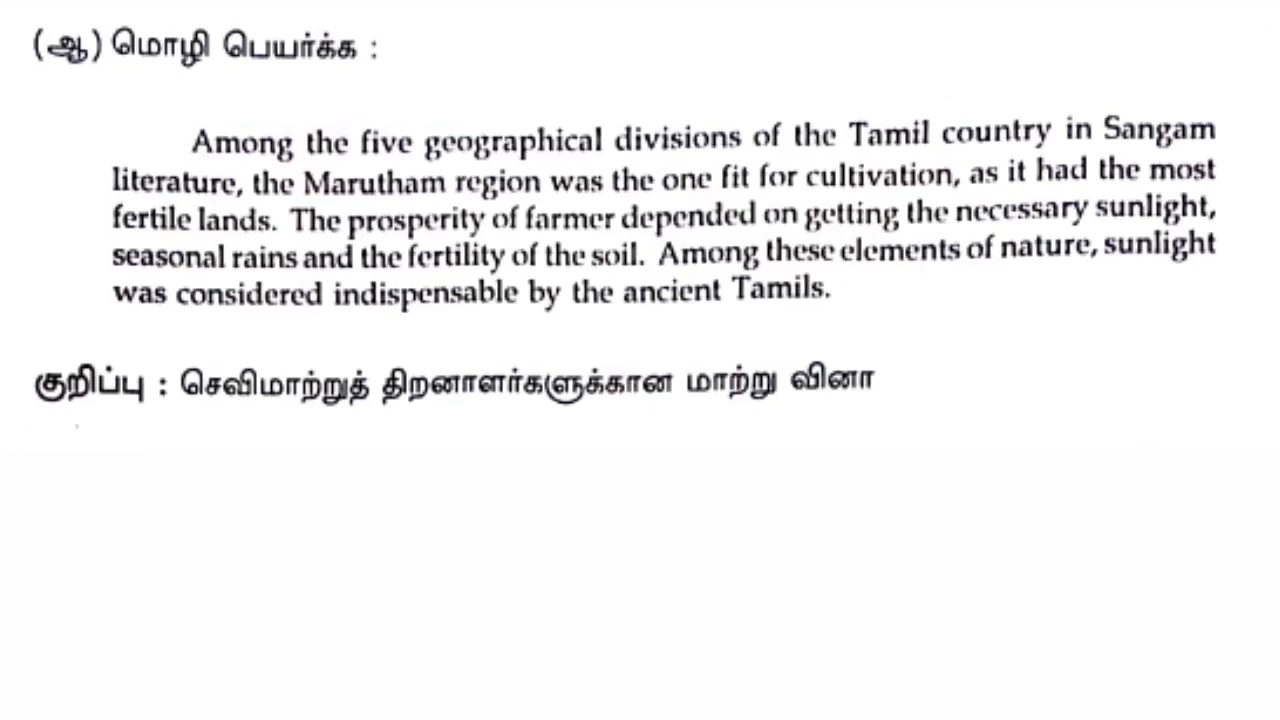 (ஆ) மொழி பெயர்க்க :
Among the five geographical divisions of the Tamil country in Sangam
literature, the Marutham region was the one fit for cultivation, as it had the most
fertile lands. The prosperity of farmer depended on getting the necessary sunlight,
seasonal rains and the fertility of the soil. Among these elements of nature, sunlight
was considered indispensable by the ancient Tamils.
குறிப்பு : செவிமாற்றுத் திறனாளர்களுக்கான மாற்று வினா